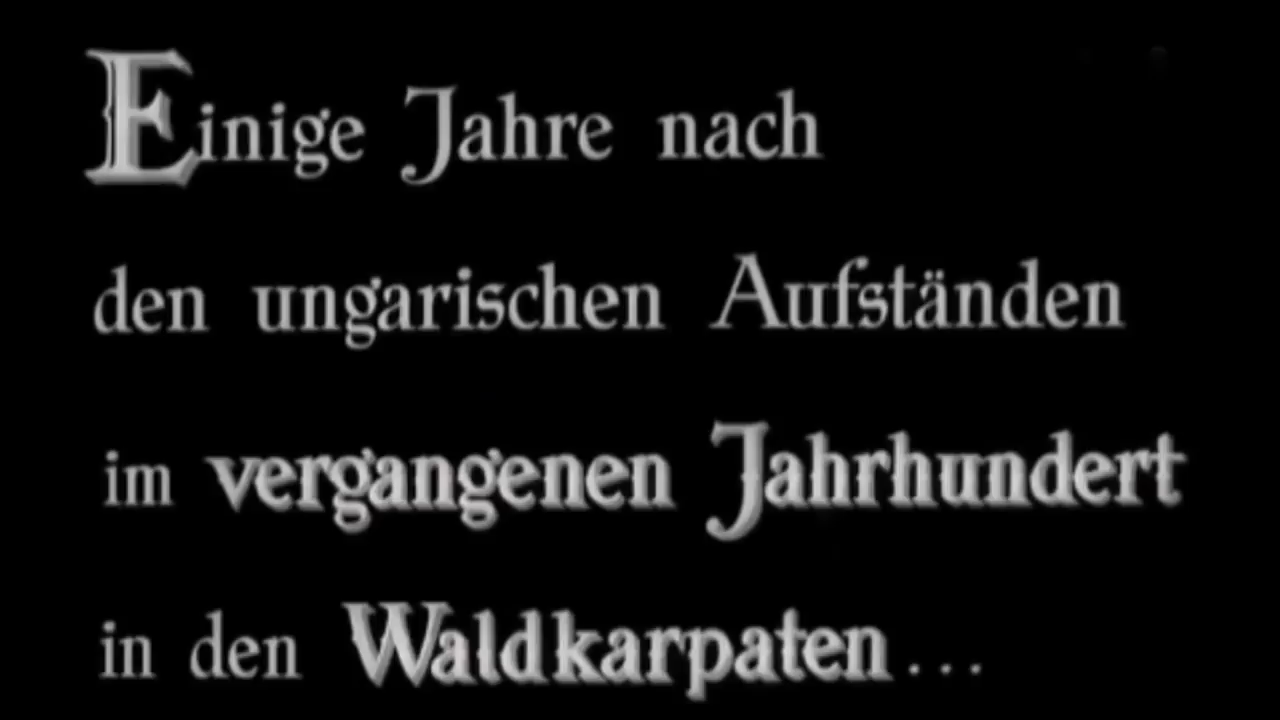 Einige Jahre nach
den ungarischen Aufständen
im vergangenen Jahrhundert
in den Waldkarpaten...